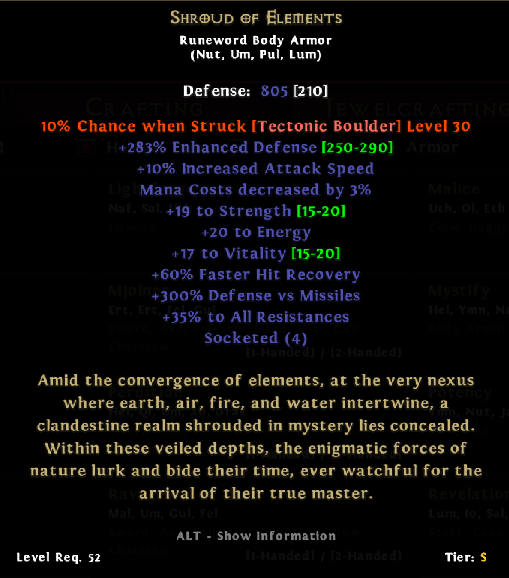 Shroud of Elements
Runeword Body Armor
(Nut, Um, Pul, Lum)
Defense: 805 [210]
10% Chance when Struck [Tectonic Boulder] Level 30
+283% Enhanced Defense [250-290]
+10% Increased Attack Speed
Mana Costs decreased by 3%
+19 to Strength [15-20]
+20 to Energy
+17 to Vitality [15-20]
+60% Faster Hit Recovery
+300% Defense vs Missiles
+35% to All Resistances
Socketed (4)
Amid the convergence of elements, at the very nexus
where earth, air, fire, and water intertwine, a
clandestine realm shrouded in mystery lies concealed.
Within these veiled depths, the enigmatic forces of
nature lurk and bide their time, ever watchful for the
arrival of their true master.
ALT - Show Information
Level Req. 52
Tier: S